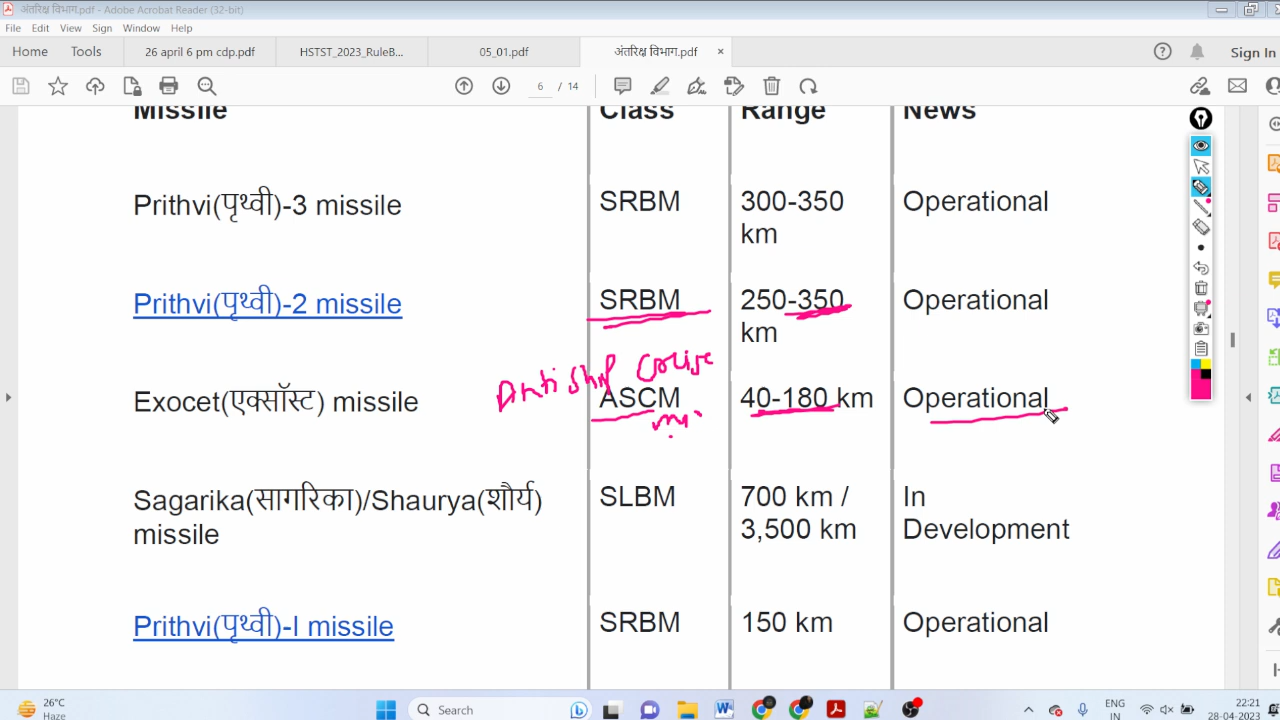 अंतरिक्ष विभाग.pdf - Adobe Acrobat Reader (32-bit)
File Edit View Sign Window Help
Home Tools 26 april 6 pm cdp.pdf HSTST_2023_RuleB... 05_01.pdf अंतरिक्ष विभाग.pdf × Sign In
6 / 14
Missile Class Range News
Prithvi(पृथ्वी)-3 missile SRBM 300-350 Operational
km
Prithvi(पृथ्वी)-2 missile SRBM 250-350 Operational
km
Anti Ship Cruise
Exocet(एक्सॉस्ट) missile ASCM 40-180 km Operational
Sagarika(सागरिका)/Shaurya(शौर्य) SLBM 700 km / In
missile 3,500 km Development
Prithvi(पृथ्वी)-I missile SRBM 150 km Operational
26°C
Haze
Search
ENG
IN
22:21
28-04-2023